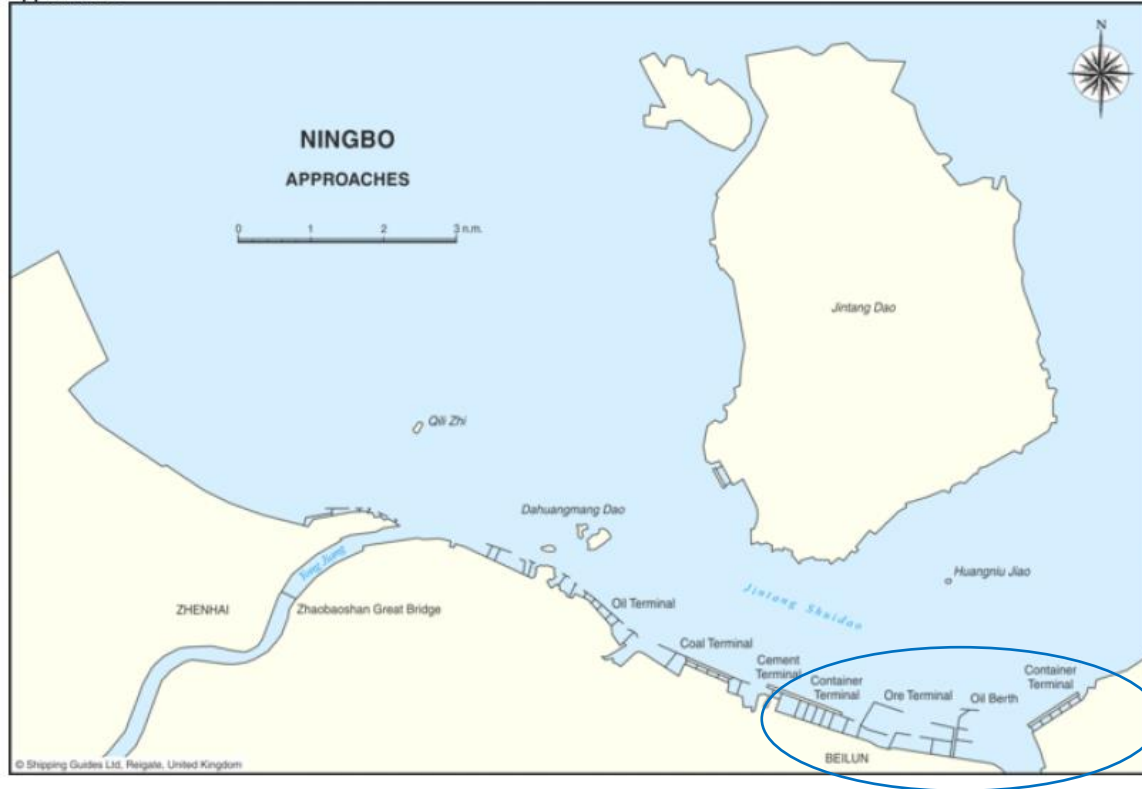 N
NINGBO
APPROACHES
0 1 2 3 n.m.
Jintang Dao
Qili Zhi
Dahuangmang Dao
Huangniu Jiao
Yong Jiang
Jintang Shuidao
ZHENHAI
Zhaobaoshan Great Bridge
Oil Terminal
Coal Terminal
Cement
Terminal
Container
Terminal
Ore Terminal
Oil Berth
Container
Terminal
BEILUN
© Shipping Guides Ltd, Reigate, United Kingdom